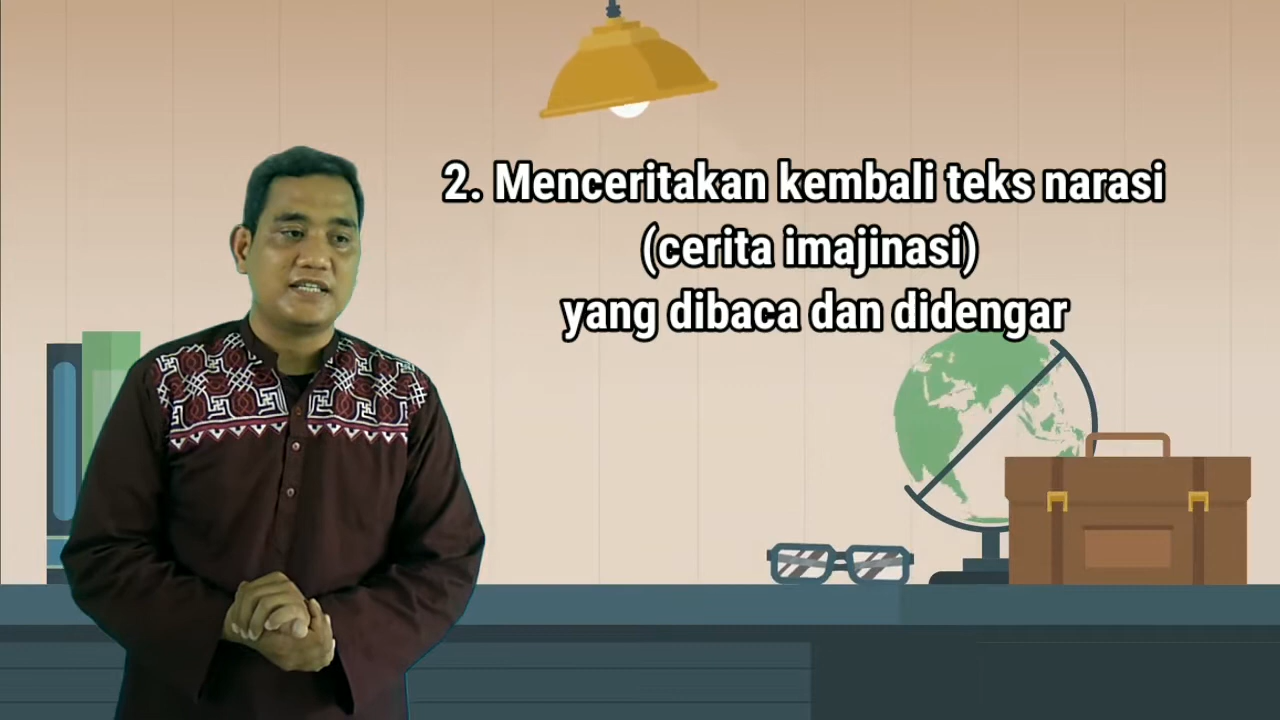 2. Menceritakan kembali teks narasi
(cerita imajinasi)
yang dibaca dan didengar